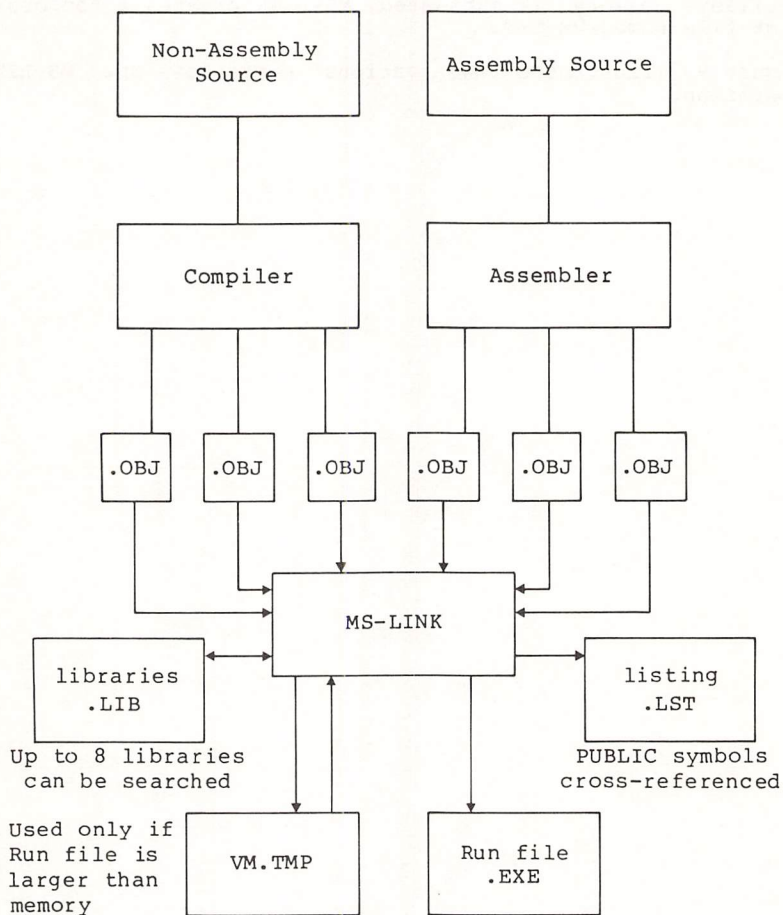 Non-Assembly
Source
Assembly Source
Compiler
Assembler
.OBJ
.OBJ
.OBJ
.OBJ
.OBJ
.OBJ
MS-LINK
libraries
.LIB
listing
.LST
Up to 8 libraries
can be searched
PUBLIC symbols
cross-referenced
Used only if
Run file is
larger than
memory
VM.TMP
Run file
.EXE